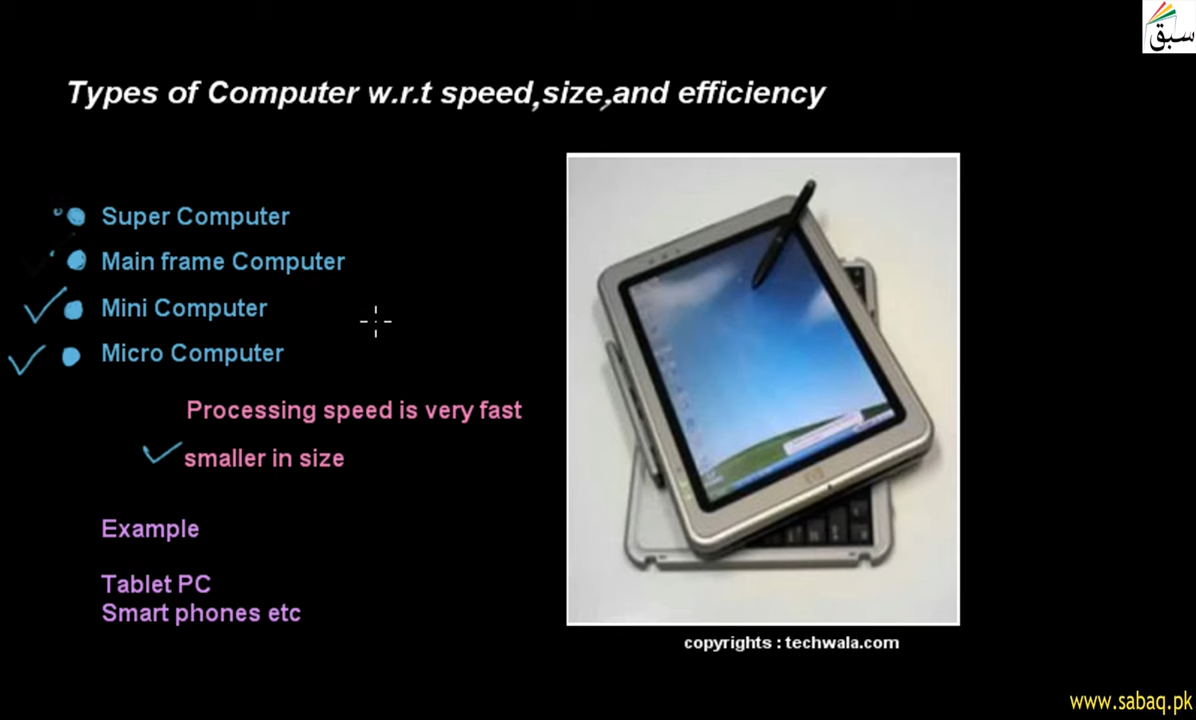 سبق
Types of Computer w.r.t speed,size,and efficiency
Super Computer
Main frame Computer
Mini Computer
Micro Computer
Processing speed is very fast
smaller in size
Example
Tablet PC
Smart phones etc
copyrights : techwala.com
www.sabaq.pk